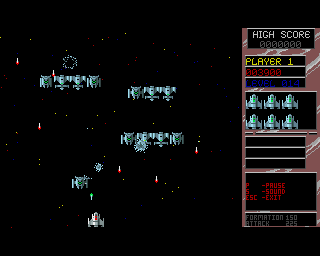 HIGH SCORE
0000000
PLAYER 1
P -PAUSE
S -SOUND
ESC -EXIT
FORMATION 150
ATTACK 225